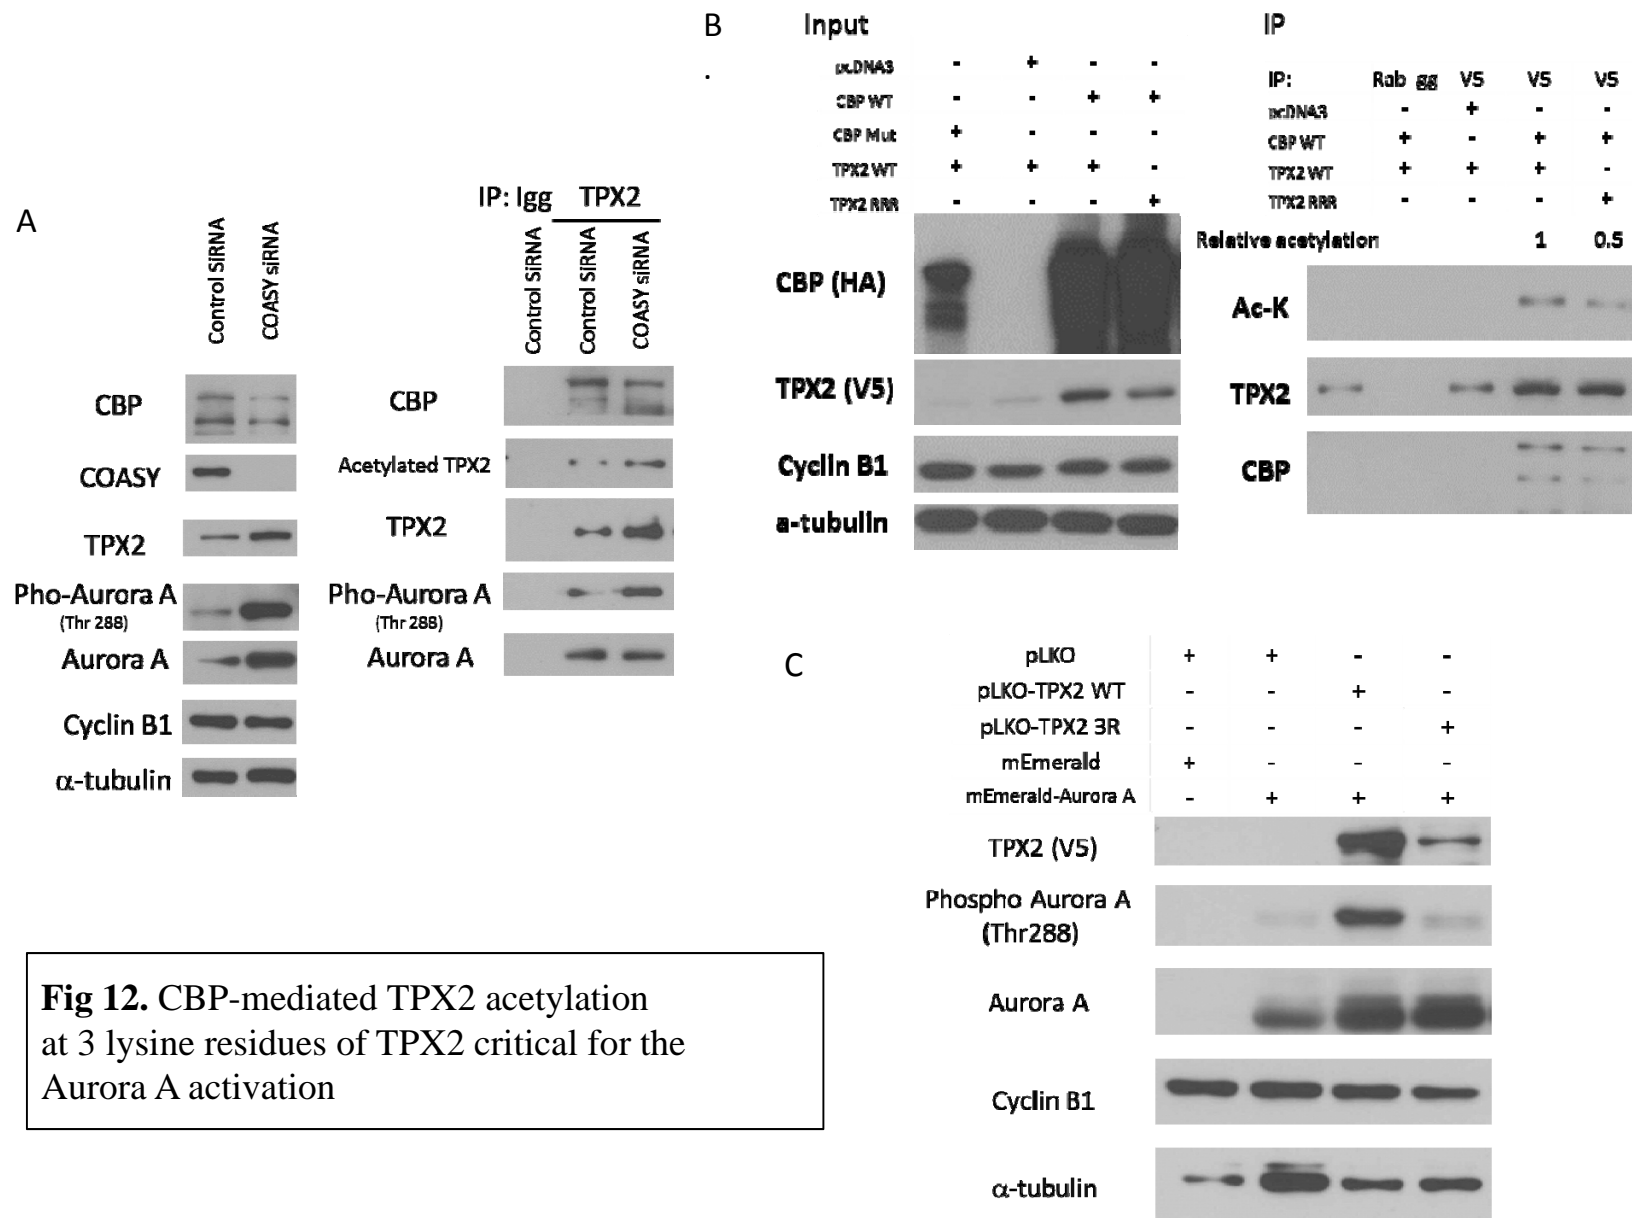 A
Control SiRNA
COASY siRNA
CBP
COASY
TPX2
Pho-Aurora A
(Thr 288)
Aurora A
Cyclin B1
α-tubulin
IP: Igg TPX2
Control SiRNA
Control SiRNA
COASY siRNA
CBP
Acetylated TPX2
TPX2
Pho-Aurora A
(Thr 288)
Aurora A
B
.
Input
pcDNA3 - + - -
CBP WT - - + +
CBP Mut + - - -
TPX2 WT + + + -
TPX2 RRR - - - +
CBP (HA)
TPX2 (V5)
Cyclin B1
a-tubulin
IP
IP: Rab gg V5 V5 V5
pcDNA3 - + - -
CBP WT + - + +
TPX2 WT + + + -
TPX2 RRR - - - +
Relative acetylation 1 0.5
Ac-K
TPX2
CBP
C
pLKO + + - -
pLKO-TPX2 WT - - + -
pLKO-TPX2 3R - - - +
mEmerald + - - -
mEmerald-Aurora A - + + +
TPX2 (V5)
Phospho Aurora A
(Thr288)
Aurora A
Cyclin B1
α-tubulin
Fig 12. CBP-mediated TPX2 acetylation
at 3 lysine residues of TPX2 critical for the
Aurora A activation